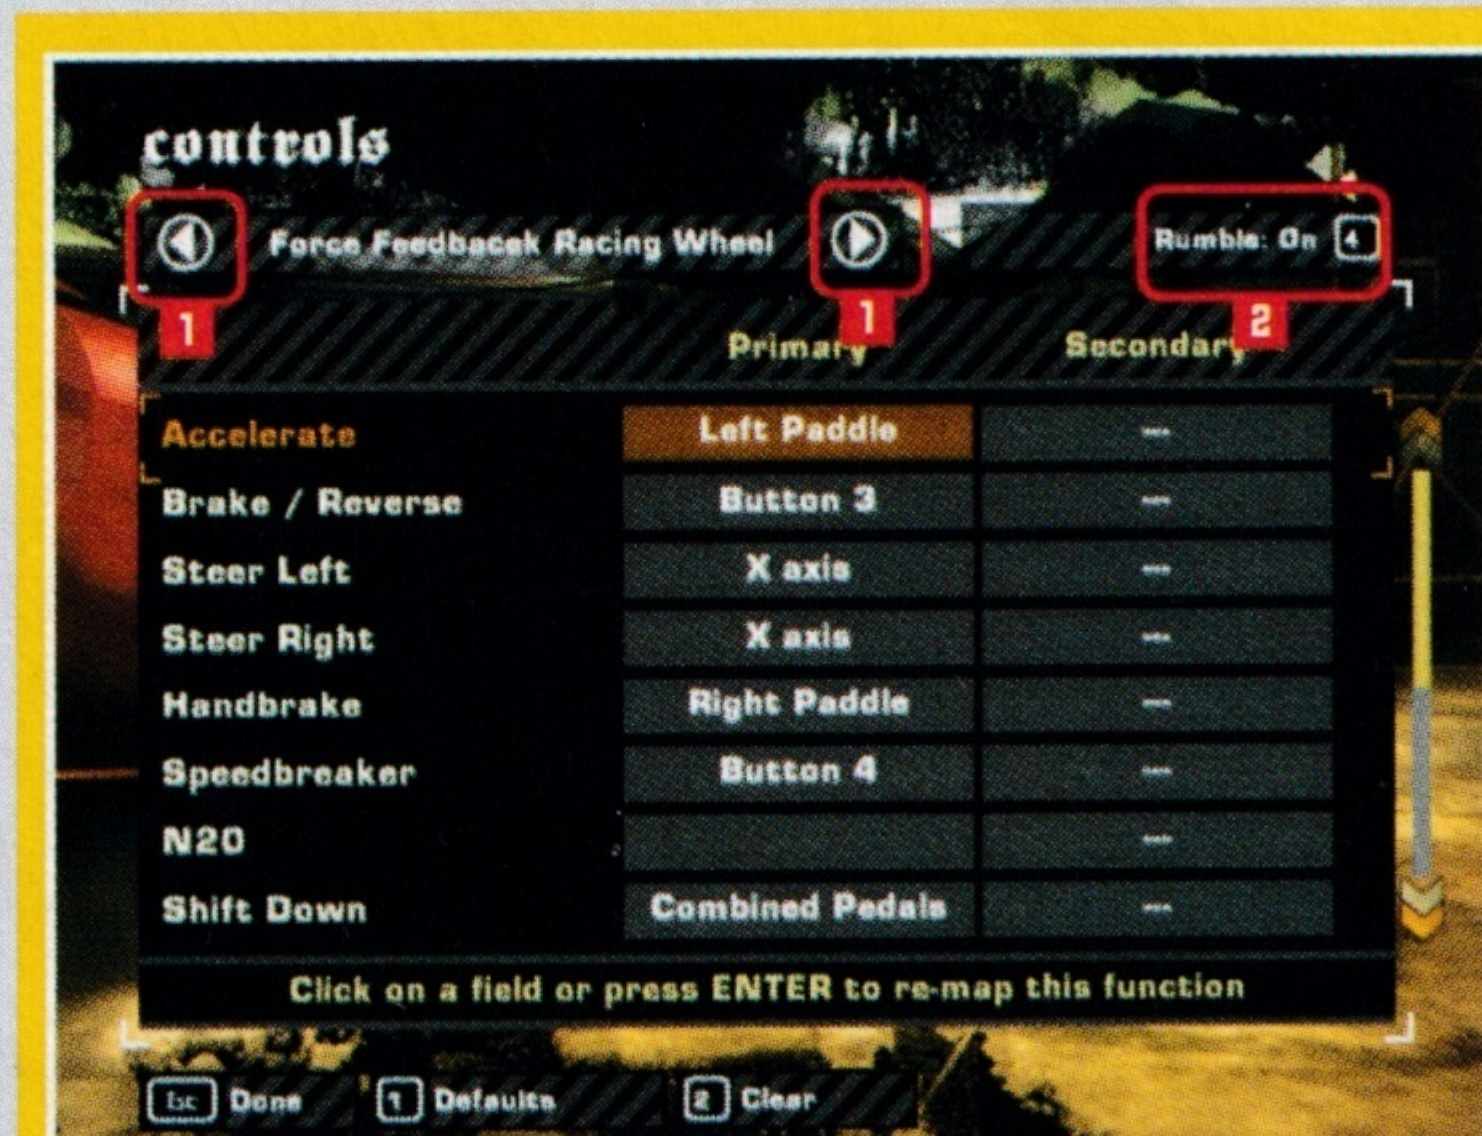 controls
Force Feedbacek Racing Wheel
Rumble: On 4
1
1
2
Primary Secondary
Accelerate Left Paddle ---
Brake / Reverse Button 3 ---
Steer Left X axis ---
Steer Right X axis ---
Handbrake Right Paddle ---
Speedbreaker Button 4 ---
N20 ---
Shift Down Combined Pedals ---
Click on a field or press ENTER to re-map this function
Esc Done 1 Defaults 2 Clear